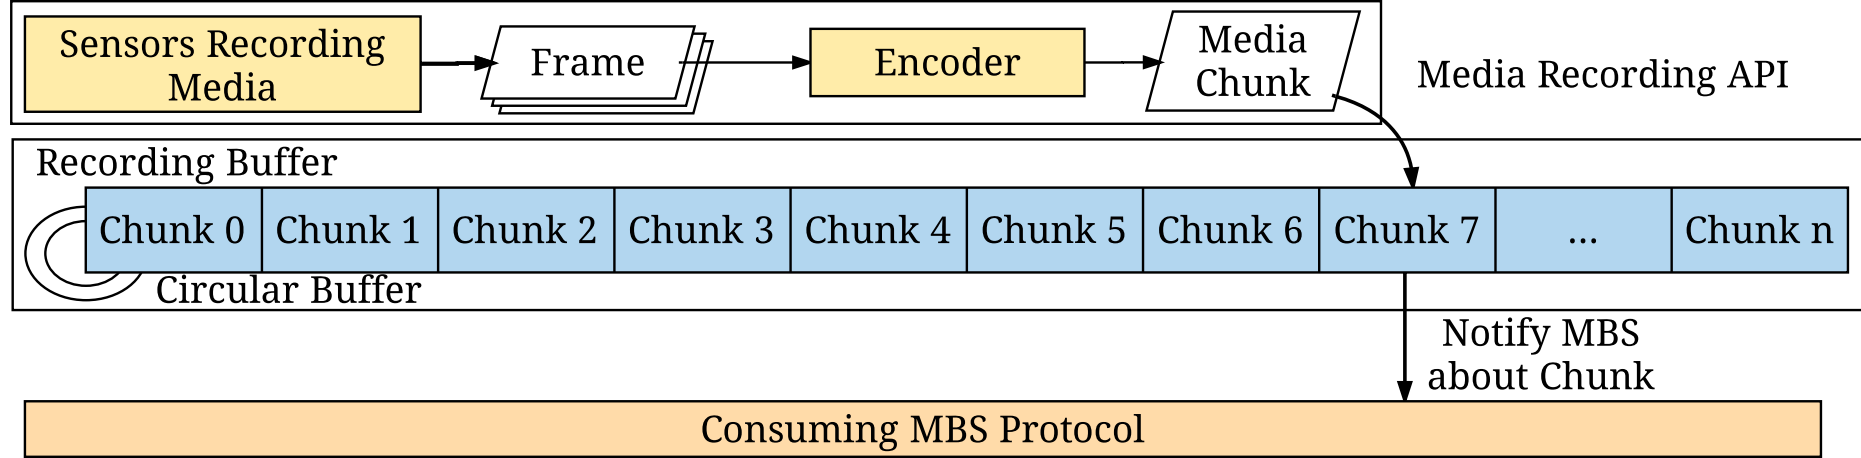 Sensors Recording
Media
Frame
Encoder
Media
Chunk
Media Recording API
Recording Buffer
Chunk 0
Chunk 1
Chunk 2
Chunk 3
Chunk 4
Chunk 5
Chunk 6
Chunk 7
...
Chunk n
Circular Buffer
Notify MBS
about Chunk
Consuming MBS Protocol